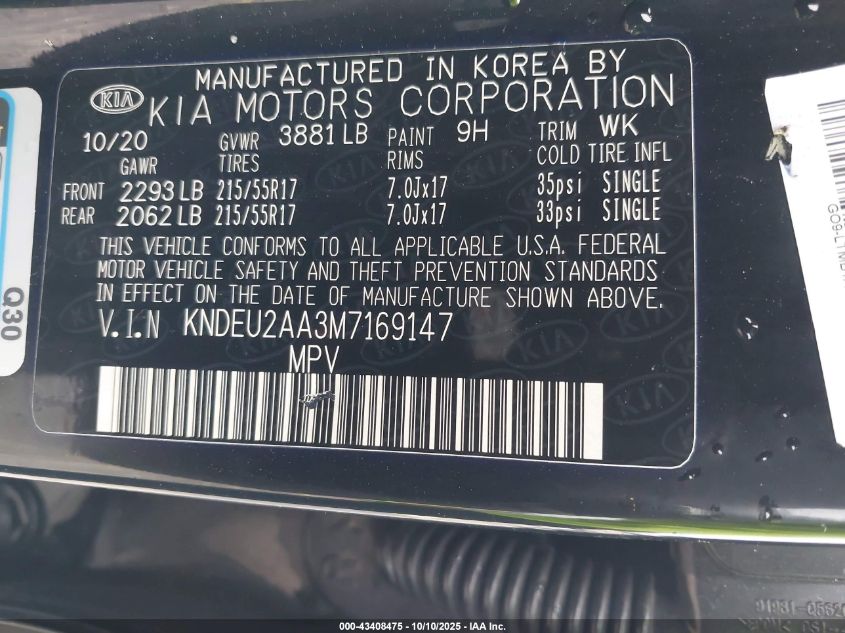 MANUFACTURED IN KOREA BY
KIA KIA MOTORS CORPORATION
10/20 GVWR 3881 LB PAINT 9H TRIM WK
GAWR TIRES RIMS COLD TIRE INFL
FRONT 2293 LB 215/55R17 7.0Jx17 35psi SINGLE
REAR 2062 LB 215/55R17 7.0Jx17 33psi SINGLE
THIS VEHICLE CONFORMS TO ALL APPLICABLE U.S.A. FEDERAL
MOTOR VEHICLE SAFETY AND THEFT PREVENTION STANDARDS
IN EFFECT ON THE DATE OF MANUFACTURE SHOWN ABOVE.
V.I.N KNDEU2AA3M7169147
MPV
Q30
000-43408475 - 10/10/2025 - IAA Inc.